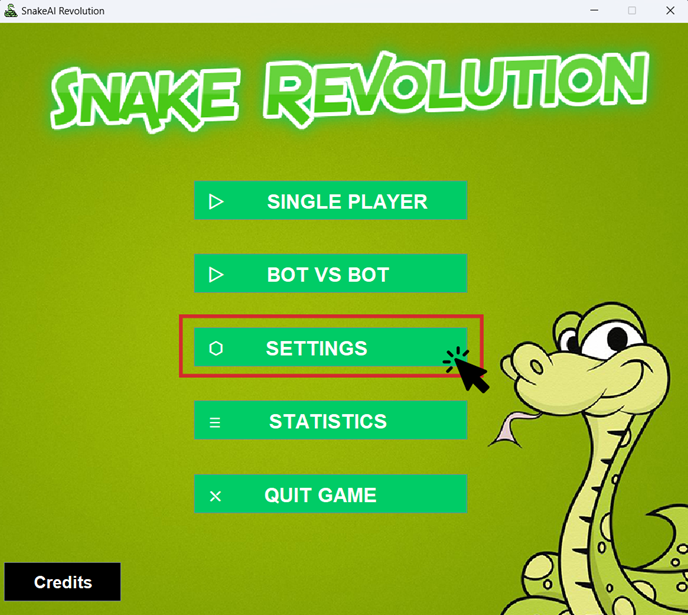 SnakeAI Revolution
SNAKE REVOLUTION
SINGLE PLAYER
BOT VS BOT
SETTINGS
STATISTICS
QUIT GAME
Credits